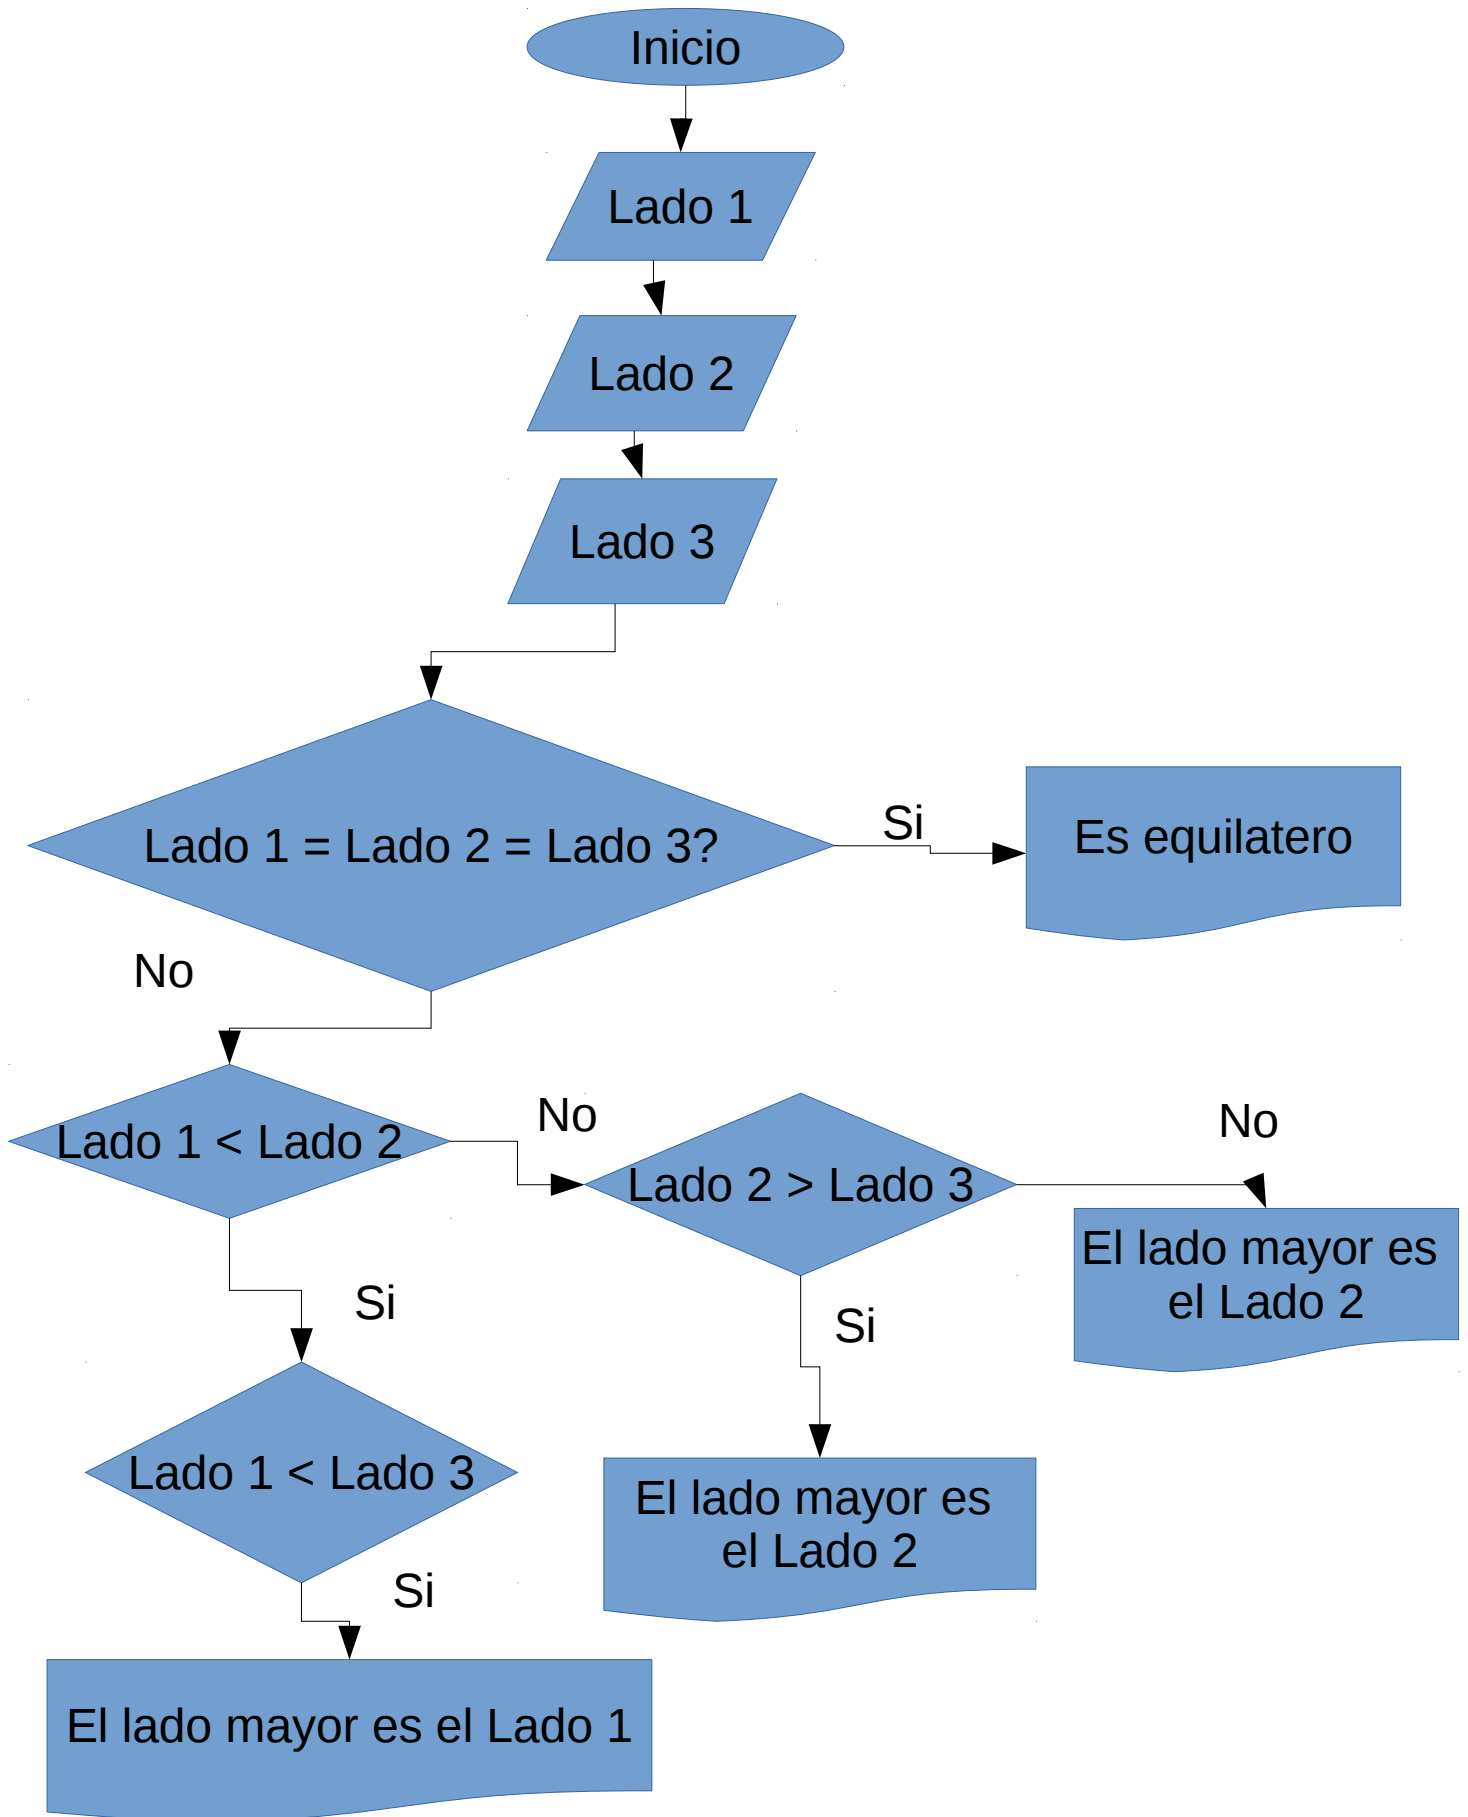 Inicio
Lado 1
Lado 2
Lado 3
Lado 1 = Lado 2 = Lado 3?
Si
Es equilatero
No
Lado 1 < Lado 2
No
Lado 2 > Lado 3
No
El lado mayor es
el Lado 2
Si
Si
Lado 1 < Lado 3
El lado mayor es
el Lado 2
Si
El lado mayor es el Lado 1